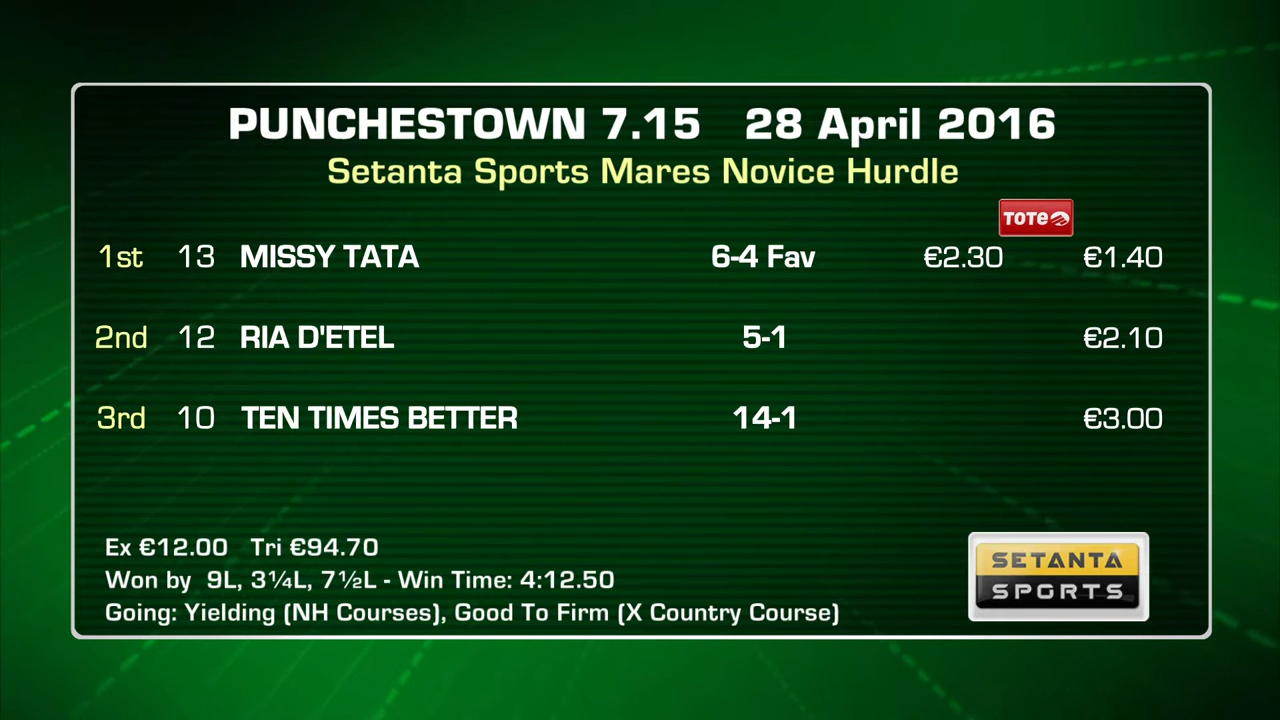 PUNCHESTOWN 7.15 28 April 2016
Setanta Sports Mares Novice Hurdle
TOTE
1st 13 MISSY TATA 6-4 Fav €2.30 €1.40
2nd 12 RIA D'ETEL 5-1 €2.10
3rd 10 TEN TIMES BETTER 14-1 €3.00
Ex €12.00 Tri €94.70
Won by 9L, 3¼L, 7½L - Win Time: 4:12.50
Going: Yielding (NH Courses), Good To Firm (X Country Course)
SETANTA
SPORTS